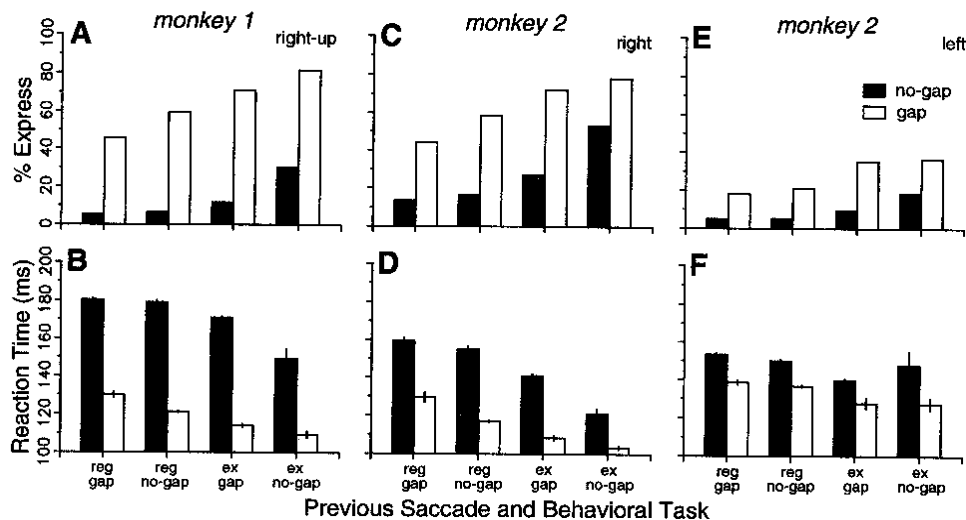 A monkey 1 right-up
C monkey 2 right
E monkey 2 left
no-gap
gap
% Express
0 20 40 60 80 100
B
D
F
Reaction Time (ms)
100 120 140 160 180 200
reg gap
reg no-gap
ex gap
ex no-gap
reg gap
reg no-gap
ex gap
ex no-gap
reg gap
reg no-gap
ex gap
ex no-gap
Previous Saccade and Behavioral Task